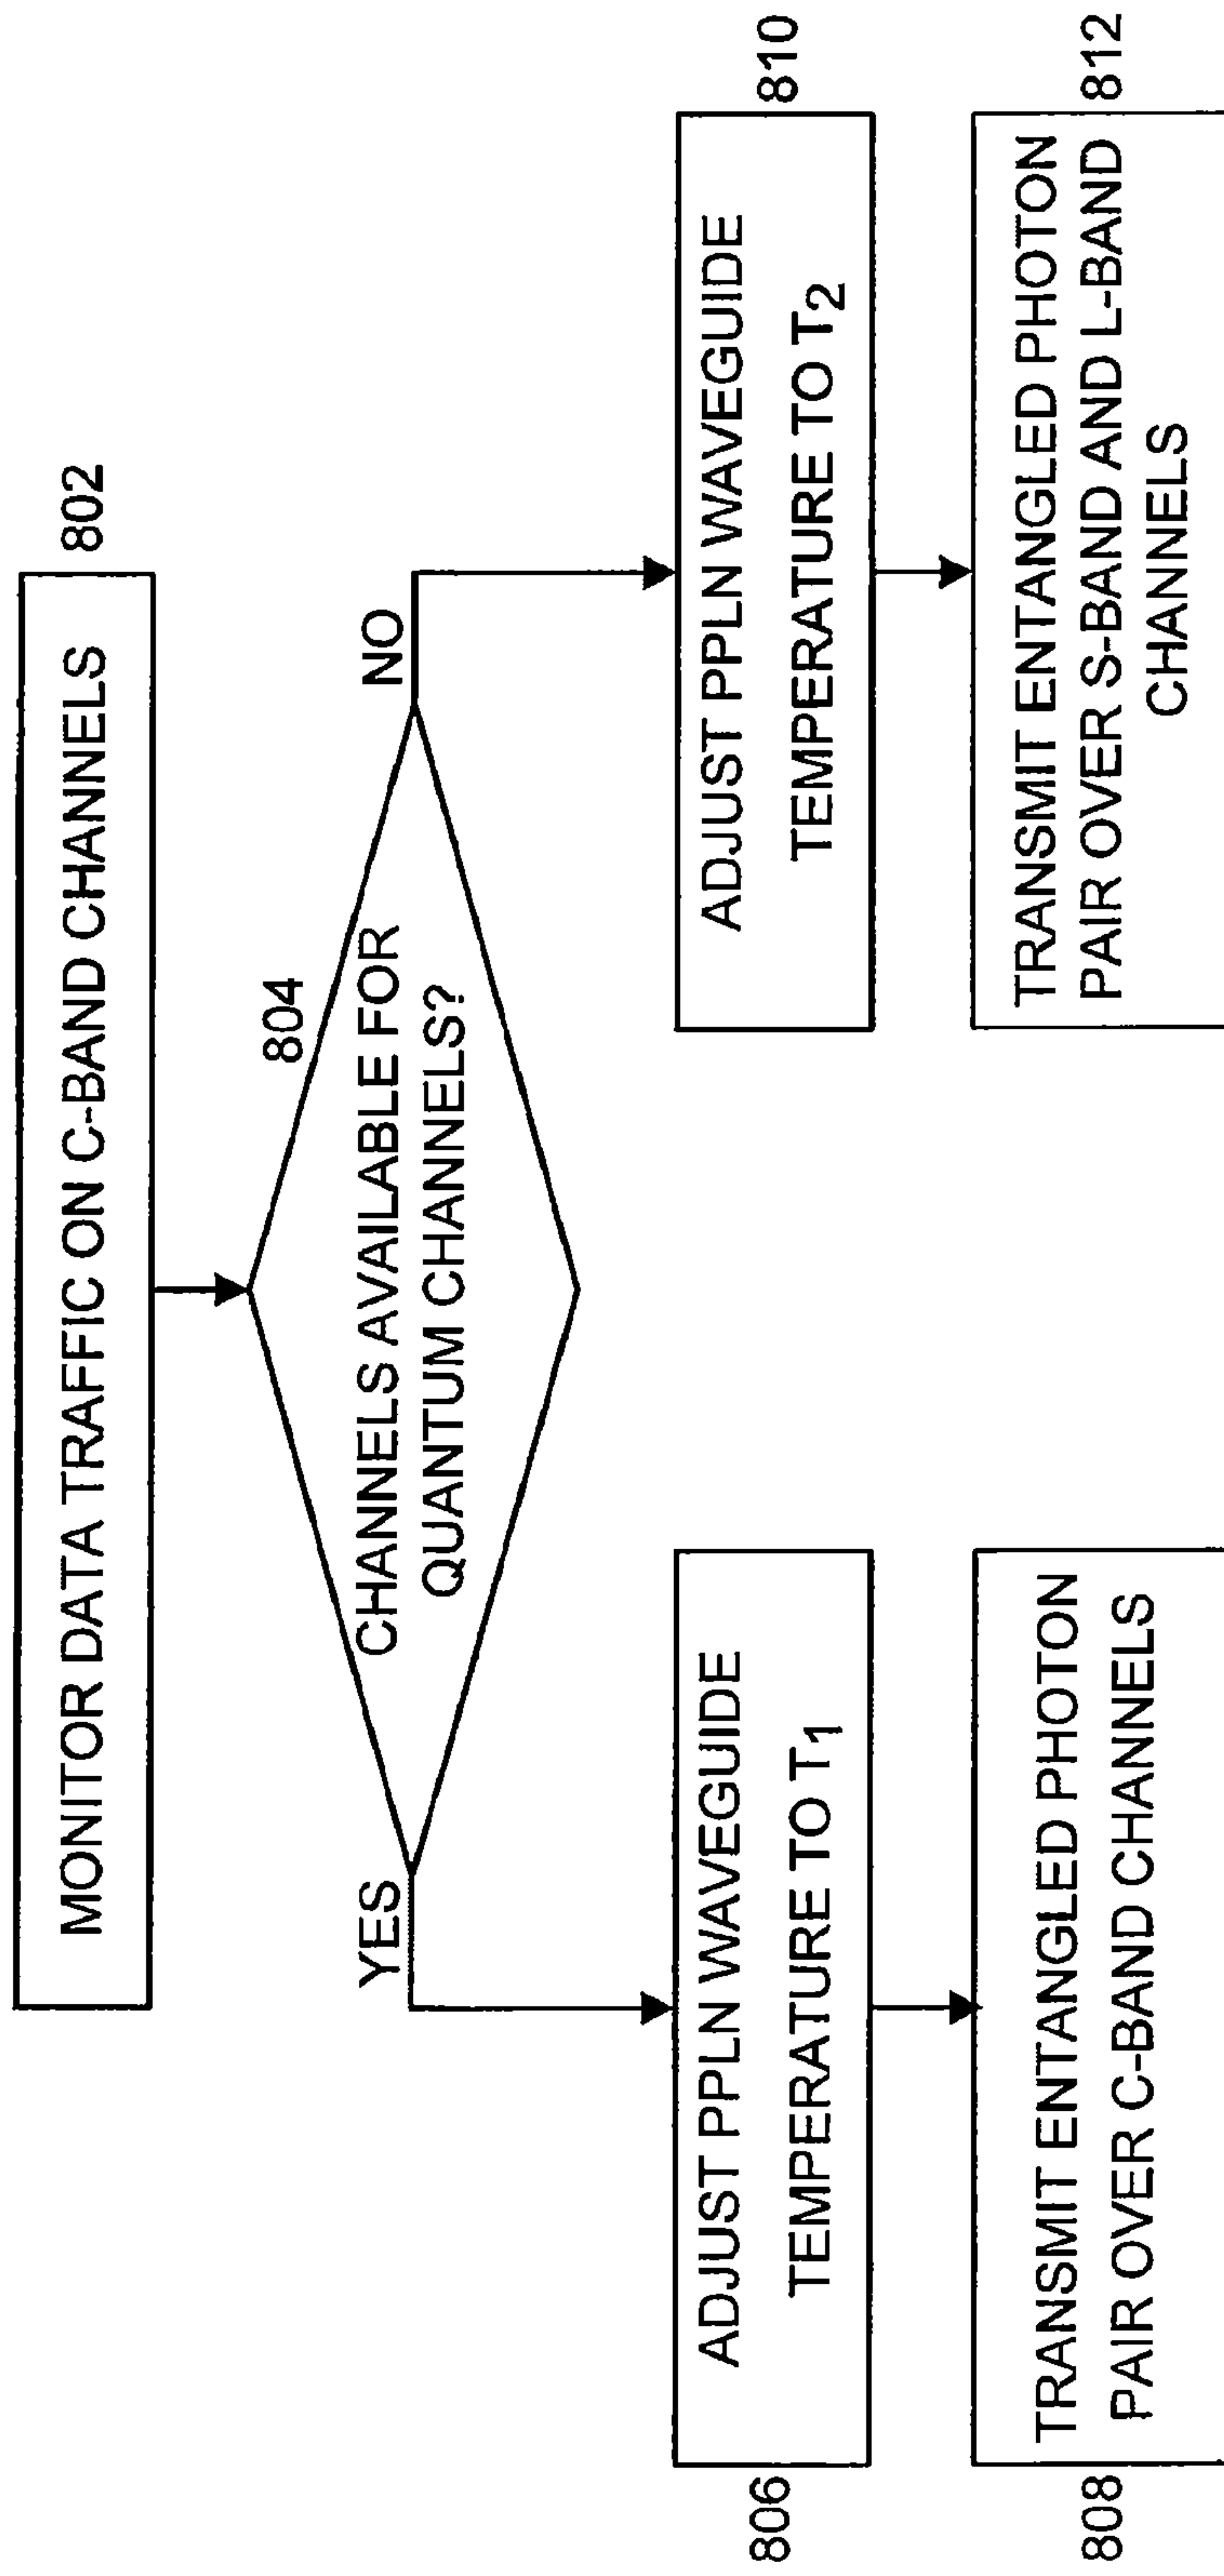 MONITOR DATA TRAFFIC ON C-BAND CHANNELS
802
804
CHANNELS AVAILABLE FOR
QUANTUM CHANNELS?
YES
NO
806
ADJUST PPLN WAVEGUIDE
TEMPERATURE TO T1
ADJUST PPLN WAVEGUIDE
TEMPERATURE TO T2
810
808
TRANSMIT ENTANGLED PHOTON
PAIR OVER C-BAND CHANNELS
TRANSMIT ENTANGLED PHOTON
PAIR OVER S-BAND AND L-BAND
CHANNELS
812